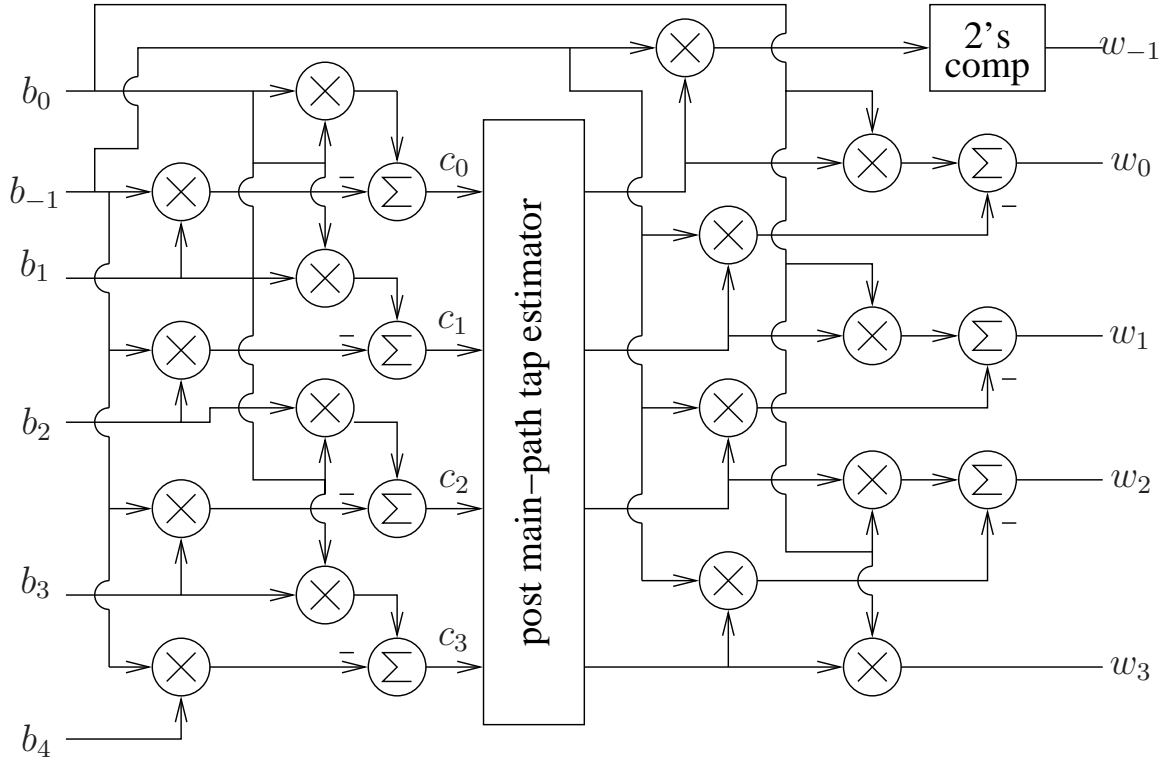 b_0
b_{-1}
b_1
b_2
b_3
b_4
c_0
c_1
c_2
c_3
post main-path tap estimator
2's
comp
w_{-1}
w_0
w_1
w_2
w_3